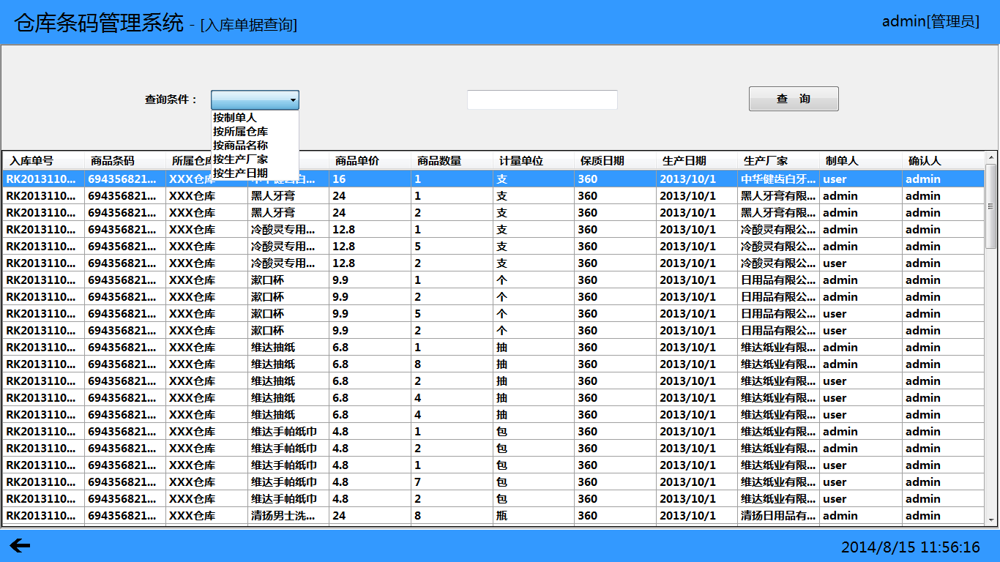 仓库条码管理系统 - [入库单据查询]
admin[管理员]
查询条件：
查 询
按制单人
按所属仓库
按商品名称
按生产厂家
按生产日期
入库单号 商品条码 所属仓库 商品单价 商品数量 计量单位 保质日期 生产日期 生产厂家 制单人 确认人
RK2013110... 694356821... XXX仓库 中华健齿白... 16 1 支 360 2013/10/1 中华健齿白牙... user admin
RK2013110... 694356821... XXX仓库 黑人牙膏 24 1 支 360 2013/10/1 黑人牙膏有限... admin admin
RK2013110... 694356821... XXX仓库 黑人牙膏 24 2 支 360 2013/10/1 黑人牙膏有限... admin admin
RK2013110... 694356821... XXX仓库 冷酸灵专用... 12.8 1 支 360 2013/10/1 冷酸灵有限公... admin admin
RK2013110... 694356821... XXX仓库 冷酸灵专用... 12.8 5 支 360 2013/10/1 冷酸灵有限公... admin admin
RK2013110... 694356821... XXX仓库 冷酸灵专用... 12.8 2 支 360 2013/10/1 冷酸灵有限公... user admin
RK2013110... 694356821... XXX仓库 漱口杯 9.9 1 个 360 2013/10/1 日用品有限公... admin admin
RK2013110... 694356821... XXX仓库 漱口杯 9.9 2 个 360 2013/10/1 日用品有限公... admin admin
RK2013110... 694356821... XXX仓库 漱口杯 9.9 5 个 360 2013/10/1 日用品有限公... user admin
RK2013110... 694356821... XXX仓库 漱口杯 9.9 2 个 360 2013/10/1 日用品有限公... user admin
RK2013110... 694356821... XXX仓库 维达抽纸 6.8 1 抽 360 2013/10/1 维达纸业有限... admin admin
RK2013110... 694356821... XXX仓库 维达抽纸 6.8 8 抽 360 2013/10/1 维达纸业有限... admin admin
RK2013110... 694356821... XXX仓库 维达抽纸 6.8 2 抽 360 2013/10/1 维达纸业有限... user admin
RK2013110... 694356821... XXX仓库 维达抽纸 6.8 4 抽 360 2013/10/1 维达纸业有限... user admin
RK2013110... 694356821... XXX仓库 维达抽纸 6.8 4 抽 360 2013/10/1 维达纸业有限... user admin
RK2013110... 694356821... XXX仓库 维达手帕纸巾 4.8 1 包 360 2013/10/1 维达纸业有限... admin admin
RK2013110... 694356821... XXX仓库 维达手帕纸巾 4.8 2 包 360 2013/10/1 维达纸业有限... admin admin
RK2013110... 694356821... XXX仓库 维达手帕纸巾 4.8 1 包 360 2013/10/1 维达纸业有限... user admin
RK2013110... 694356821... XXX仓库 维达手帕纸巾 4.8 7 包 360 2013/10/1 维达纸业有限... user admin
RK2013110... 694356821... XXX仓库 维达手帕纸巾 4.8 2 包 360 2013/10/1 维达纸业有限... user admin
RK2013110... 694356821... XXX仓库 清扬男士洗... 24 8 瓶 360 2013/10/1 清扬日用品有... admin admin
2014/8/15 11:56:16